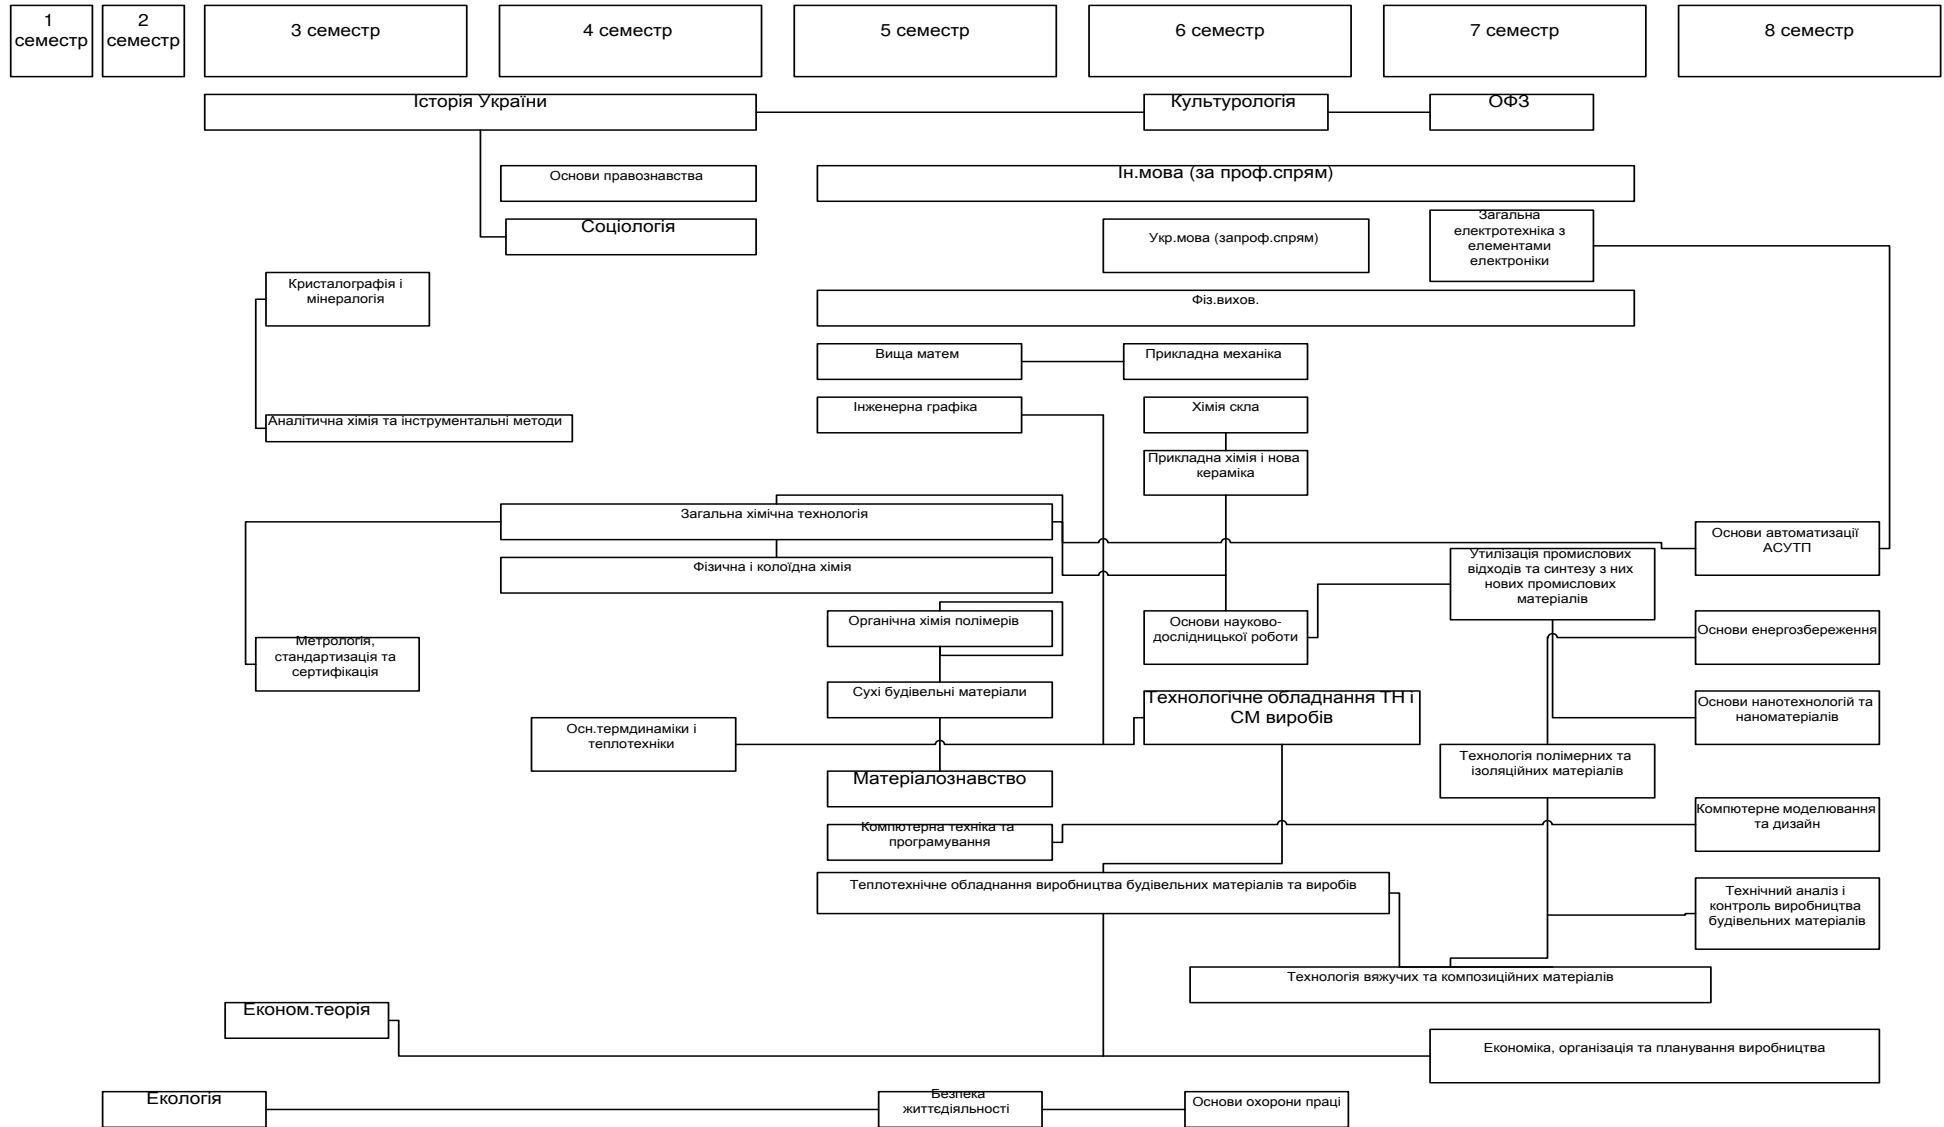 1
семестр
2
семестр
3 семестр
4 семестр
5 семестр
6 семестр
7 семестр
8 семестр
Історія України
Культурологія
ОФЗ
Основи правознавства
Ін.мова (за проф.спрям)
Соціологія
Укр.мова (запроф.спрям)
Загальна
електротехніка з
елементами
електроніки
Кристалографія і
мінералогія
Фіз.вихов.
Вища матем
Прикладна механіка
Аналітична хімія та інструментальні методи
Інженерна графіка
Хімія скла
Прикладна хімія і нова
кераміка
Загальна хімічна технологія
Основи автоматизації
АСУТП
Фізична і колоїдна хімія
Утилізація промислових
відходів та синтезу з них
нових промислових
матеріалів
Органічна хімія полімерів
Основи науково-
дослідницької роботи
Основи енергозбереження
Метрологія,
стандартизація та
сертифікація
Сухі будівельні матеріали
Технологічне обладнання ТН і
СМ виробів
Основи нанотехнологій та
наноматеріалів
Осн.термдинаміки і
теплотехніки
Технологія полімерних та
ізоляційних матеріалів
Матеріалознавство
Компютерна техніка та
програмування
Компютерне моделювання
та дизайн
Теплотехнічне обладнання виробництва будівельних матеріалів та виробів
Технічний аналіз і
контроль виробництва
будівельних матеріалів
Технологія вяжучих та композиційних матеріалів
Економ.теорія
Економіка, організація та планування виробництва
Екологія
Безпека
життєдіяльності
Основи охорони праці